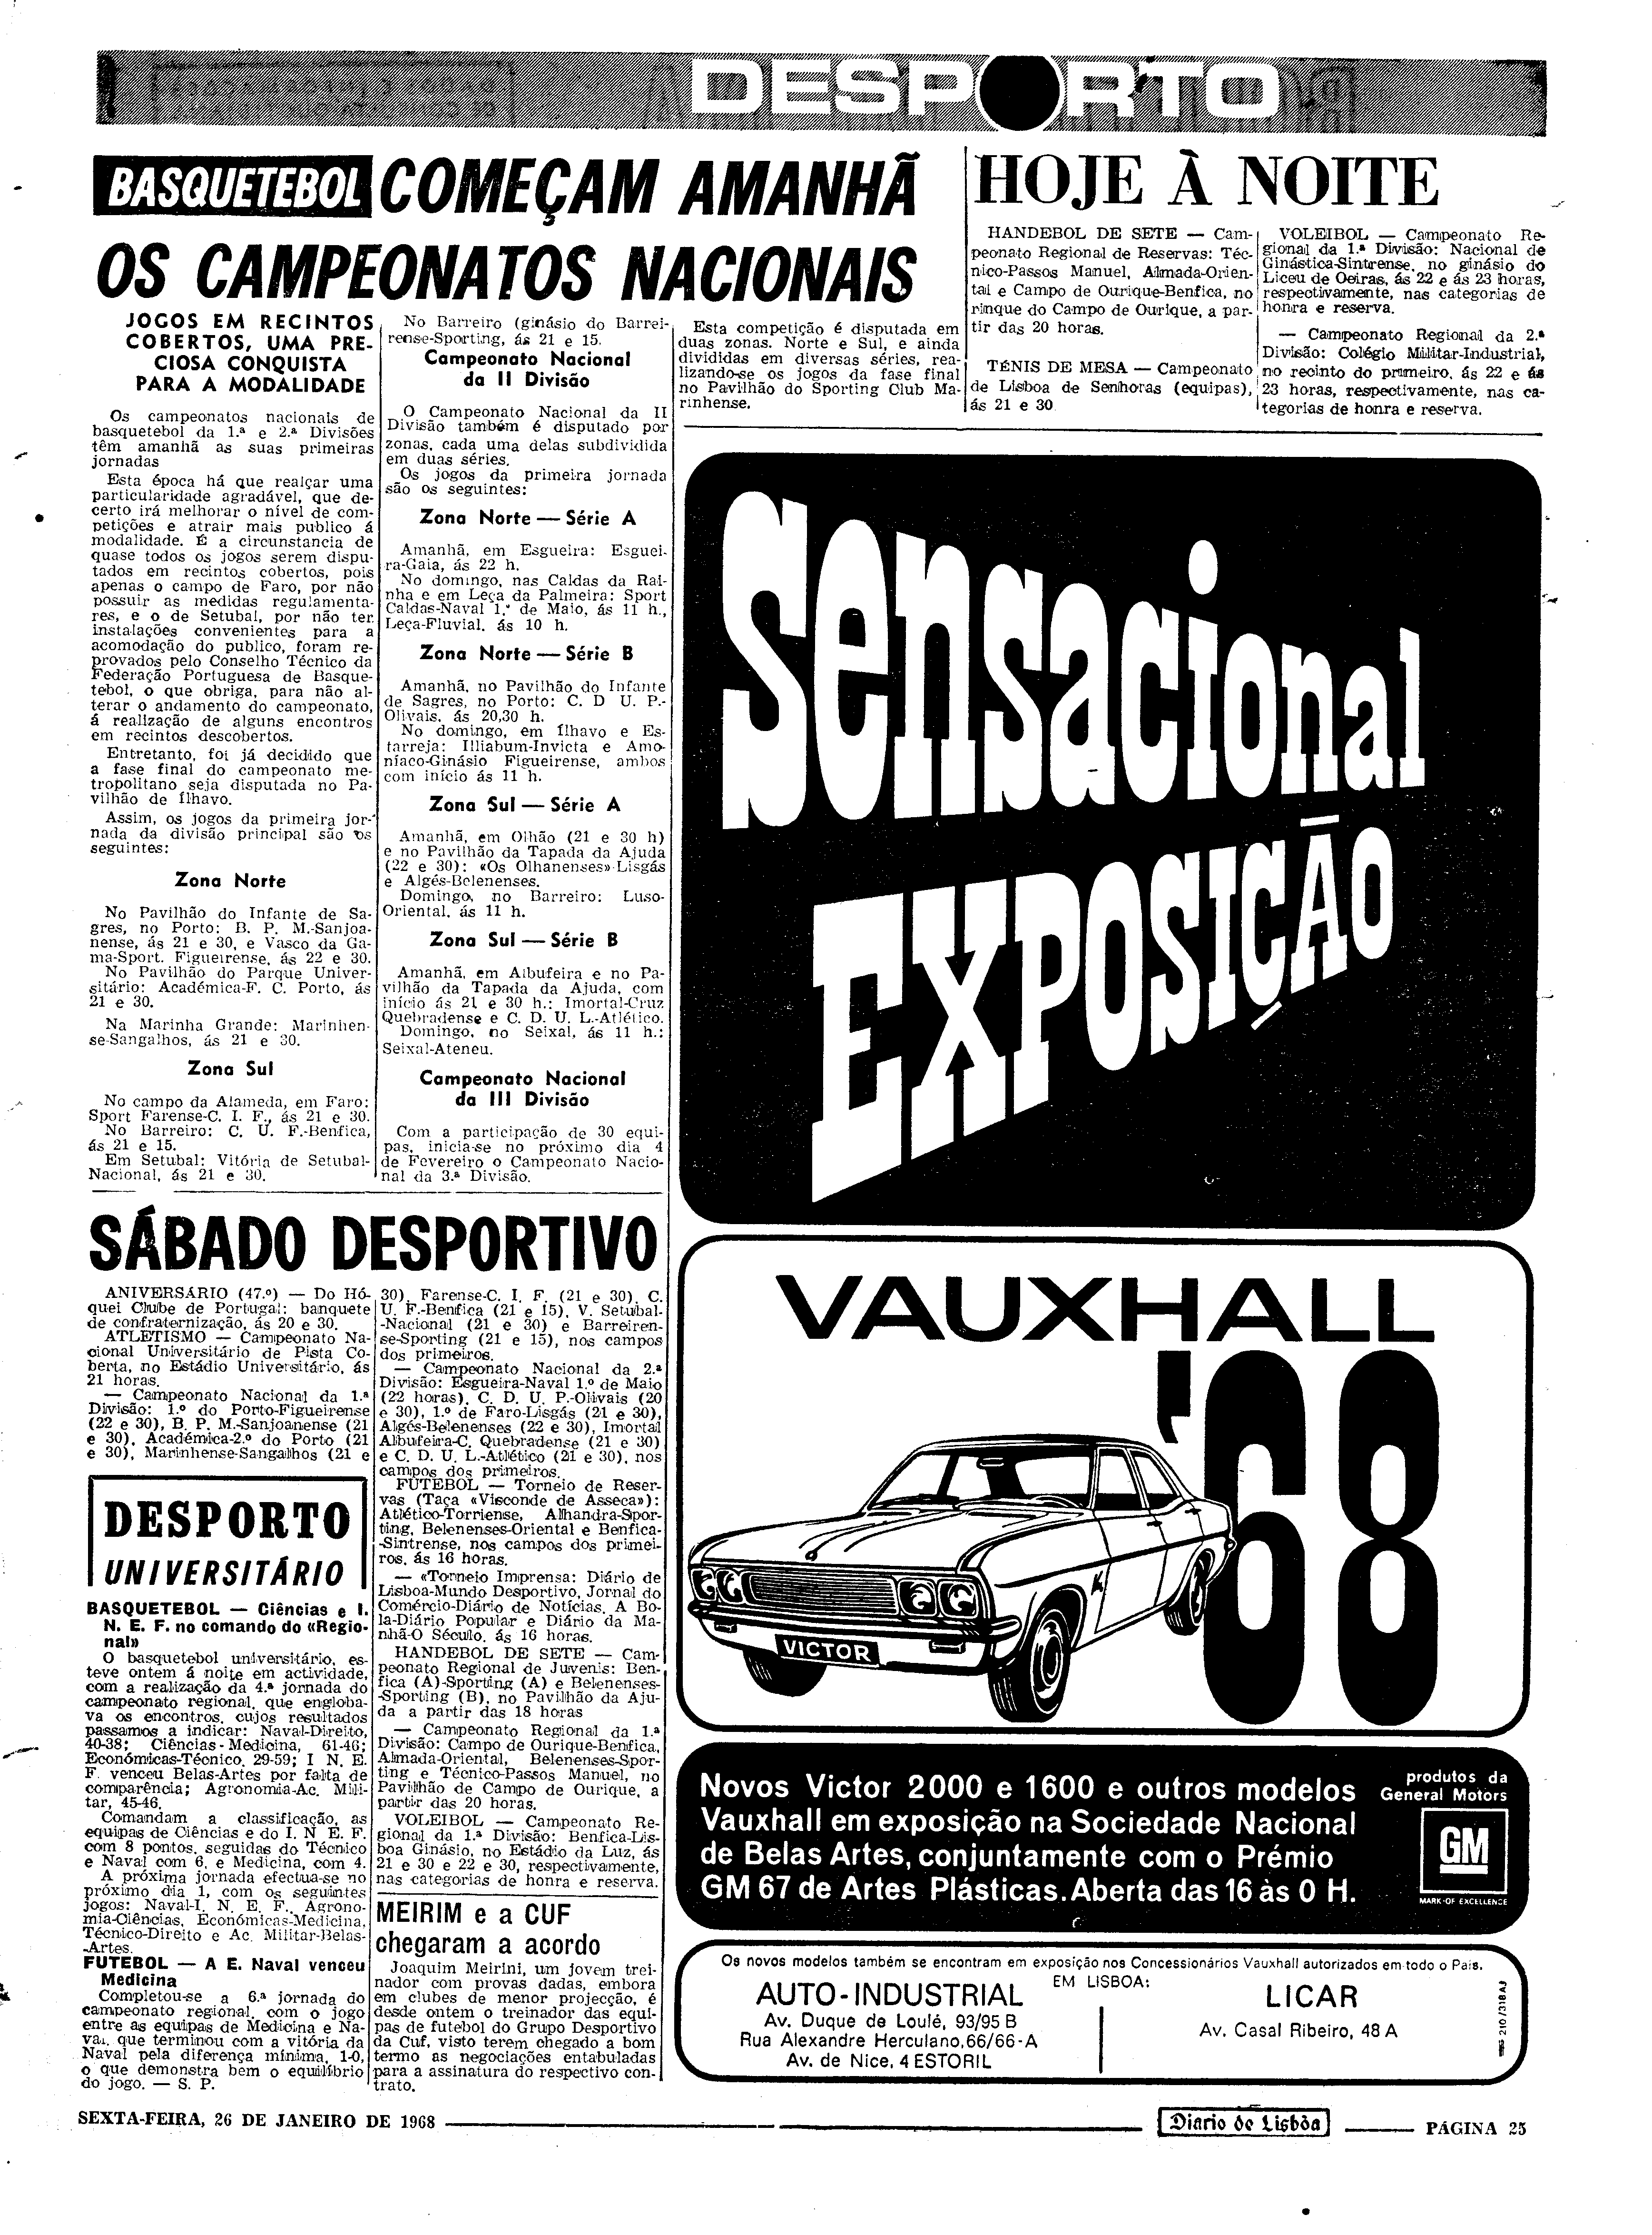 DESPORTO
BASQUETEBOL COMEÇAM AMANHÃ
OS CAMPEONATOS NACIONAIS
JOGOS EM RECINTOS
COBERTOS, UMA PRE-
CIOSA CONQUISTA
PARA A MODALIDADE
Os campeonatos nacionais de
basquetebol da 1.ª e 2.ª Divisões
têm amanhã as suas primeiras
jornadas
Esta época há que realçar uma
particularidade agradável, que de-
certo irá melhorar o nível de com-
petições e atrair mais publico á
modalidade. É a circunstancia de
quase todos os jogos serem dispu-
tados em recintos cobertos, pois
apenas o campo de Faro, por não
possuir as medidas regulamenta-
res, e o de Setubal, por não ter
instalações convenientes para a
acomodação do publico, foram re-
provados pelo Conselho Técnico da
Federação Portuguesa de Basque-
tebol, o que obriga, para não al-
terar o andamento do campeonato,
á realização de alguns encontros
em recintos descobertos.
Entretanto, foi já decidido que
a fase final do campeonato me-
tropolitano seja disputada no Pa-
vilhão de Ílhavo.
Assim, os jogos da primeira jor-
nada da divisão principal são os
seguintes:
Zona Norte
No Pavilhão do Infante de Sa-
gres, no Porto: B. P. M.-Sanjoa-
nense, ás 21 e 30, e Vasco da Ga-
ma-Sport. Figueirense, ás 22 e 30.
No Pavilhão do Parque Univer-
sitário: Académica-F. C. Porto, ás
21 e 30.
Na Marinha Grande: Marinhen-
se-Sangalhos, ás 21 e 30.
Zona Sul
No campo da Alameda, em Faro:
Sport Farense-C. I. F., ás 21 e 30.
No Barreiro: C. U. F.-Benfica,
ás 21 e 15.
Em Setubal: Vitória de Setubal-
Nacional, ás 21 e 30.
No Barreiro (ginásio do Barrei-
rense-Sporting, ás 21 e 15.
Campeonato Nacional
da II Divisão
O Campeonato Nacional da II
Divisão também é disputado por
zonas, cada uma delas subdividida
em duas séries.
Os jogos da primeira jornada
são os seguintes:
Zona Norte — Série A
Amanhã, em Esgueira: Esguei-
ra-Gaia, ás 22 h.
No domingo, nas Caldas da Rai-
nha e em Leça da Palmeira: Sport
Caldas-Naval 1.º de Maio, ás 11 h.,
Leça-Fluvial, ás 10 h.
Zona Norte — Série B
Amanhã, no Pavilhão do Infante
de Sagres, no Porto: C. D U. P.-
Olivais, ás 20,30 h.
No domingo, em Ílhavo e Es-
tarreja: Illiabum-Invicta e Amo-
níaco-Ginásio Figueirense, ambos
com início ás 11 h.
Zona Sul — Série A
Amanhã, em Olhão (21 e 30 h)
e no Pavilhão da Tapada da Ajuda
(22 e 30): «Os Olhanenses»-Lisgás
e Algés-Belenenses.
Domingo, no Barreiro: Luso-
Oriental, ás 11 h.
Zona Sul — Série B
Amanhã, em Albufeira e no Pa-
vilhão da Tapada da Ajuda, com
início ás 21 e 30 h.: Imortal-Cruz
Quebradense e C. D. U. L.-Atlético.
Domingo, no Seixal, ás 11 h.:
Seixal-Ateneu.
Campeonato Nacional
da III Divisão
Com a participação de 30 equi-
pas, inicia-se no próximo dia 4
de Fevereiro o Campeonato Nacio-
nal da 3.ª Divisão.
Esta competição é disputada em
duas zonas. Norte e Sul, e ainda
divididas em diversas séries, rea-
lizando-se os jogos da fase final
no Pavilhão do Sporting Club Ma-
rinhense.
HOJE À NOITE
HANDEBOL DE SETE — Cam-
peonato Regional de Reservas: Téc-
nico-Passos Manuel, Almada-Orien-
tal e Campo de Ourique-Benfica, no
rinque do Campo de Ourique, a par-
tir das 20 horas.
TÉNIS DE MESA — Campeonato
de Lisboa de Senhoras (equipas),
ás 21 e 30
VOLEIBOL — Campeonato Re-
gional da 1.ª Divisão: Nacional de
Ginástica-Sintrense, no ginásio do
Liceu de Oeiras, ás 22 e ás 23 horas,
respectivamente, nas categorias de
honra e reserva.
— Campeonato Regional da 2.ª
Divisão: Colégio Militar-Industrial,
no recinto do primeiro, ás 22 e ás
23 horas, respectivamente, nas ca-
tegorias de honra e reserva.
SÁBADO DESPORTIVO
ANIVERSÁRIO (47.º) — Do Hó-
quei Clube de Portugal: banquete
de confraternização, ás 20 e 30.
ATLETISMO — Campeonato Na-
cional Universitário de Pista Co-
berta, no Estádio Universitário, ás
21 horas.
— Campeonato Nacional da 1.ª
Divisão: 1.º do Porto-Figueirense
(22 e 30), B. P. M.-Sanjoanense (21
e 30), Académica-2.º do Porto (21
e 30), Marinhense-Sangalhos (21 e
30), Farense-C. I. F. (21 e 30), C.
U. F.-Benfica (21 e 15), V. Setubal-
-Nacional (21 e 30) e Barreiren-
se-Sporting (21 e 15), nos campos
dos primeiros.
— Campeonato Nacional da 2.ª
Divisão: Esgueira-Naval 1.º de Maio
(22 horas), C. D. U. P.-Olivais (20
e 30), 1.º de Faro-Lisgás (21 e 30),
Algés-Belenenses (22 e 30), Imortal
Albufeira-C. Quebradense (21 e 30)
e C. D. U. L.-Atlético (21 e 30), nos
campos dos primeiros.
FUTEBOL — Torneio de Reser-
vas (Taça «Visconde de Asseca»):
Atlético-Torriense, Alhandra-Spor-
ting, Belenenses-Oriental e Benfica-
-Sintrense, nos campos dos primei-
ros, ás 16 horas.
— «Torneio Imprensa: Diário de
Lisboa-Mundo Desportivo, Jornal do
Comércio-Diário de Notícias, A Bo-
la-Diário Popular e Diário da Ma-
nhã-O Século, ás 16 horas.
HANDEBOL DE SETE — Cam-
peonato Regional de Juvenis: Ben-
fica (A)-Sporting (A) e Belenenses-
-Sporting (B), no Pavilhão da Aju-
da a partir das 18 horas
— Campeonato Regional da 1.ª
Divisão: Campo de Ourique-Benfica,
Almada-Oriental, Belenenses-Spor-
ting e Técnico-Passos Manuel, no
Pavilhão de Campo de Ourique, a
partir das 20 horas.
VOLEIBOL — Campeonato Re-
gional da 1.ª Divisão: Benfica-Lis-
boa Ginásio, no Estádio da Luz, ás
21 e 30 e 22 e 30, respectivamente,
nas categorias de honra e reserva.
DESPORTO
UNIVERSITÁRIO
BASQUETEBOL — Ciências e I.
N. E. F. no comando do «Regio-
nal»
O basquetebol universitário, es-
teve ontem á noite em actividade,
com a realização da 4.ª jornada do
campeonato regional, que engloba-
va os encontros, cujos resultados
passamos a indicar: Naval-Direito,
40-38; Ciências-Medicina, 61-46;
Económicas-Técnico, 29-59; I N. E.
F. venceu Belas-Artes por falta de
comparência; Agronomia-Ac. Mili-
tar, 45-46.
Comandam a classificação, as
equipas de Ciências e do I. N E. F.
com 8 pontos, seguidas do Técnico
e Naval com 6, e Medicina, com 4.
A próxima jornada efectua-se no
próximo dia 1, com os seguintes
jogos: Naval-I. N. E. F., Agrono-
mia-Ciências, Económicas-Medicina,
Técnico-Direito e Ac. Militar-Belas-
-Artes.
FUTEBOL — A E. Naval venceu
Medicina
Completou-se a 6.ª jornada do
campeonato regional, com o jogo
entre as equipas de Medicina e Na-
val, que terminou com a vitória da
Naval pela diferença mínima, 1-0,
o que demonstra bem o equilíbrio
do jogo. — S. P.
MEIRIM e a CUF
chegaram a acordo
Joaquim Meirini, um jovem trei-
nador com provas dadas, embora
em clubes de menor projecção, é
desde ontem o treinador das equi-
pas de futebol do Grupo Desportivo
da Cuf, visto terem chegado a bom
termo as negociações entabuladas
para a assinatura do respectivo con-
trato.
Sensacional
EXPOSIÇÃO
VAUXHALL
'68
VICTOR
Novos Victor 2000 e 1600 e outros modelos
Vauxhall em exposição na Sociedade Nacional
de Belas Artes, conjuntamente com o Prémio
GM 67 de Artes Plásticas. Aberta das 16 às 0 H.
produtos da
General Motors
GM
MARK OF EXCELLENCE
Os novos modelos também se encontram em exposição nos Concessionários Vauxhall autorizados em todo o País.
EM LISBOA:
AUTO-INDUSTRIAL
Av. Duque de Loulé, 93/95 B
Rua Alexandre Herculano, 66/66-A
Av. de Nice, 4 ESTORIL
LICAR
Av. Casal Ribeiro, 48 A
SEXTA-FEIRA, 26 DE JANEIRO DE 1968
Diario de Lisbôa
PÁGINA 25